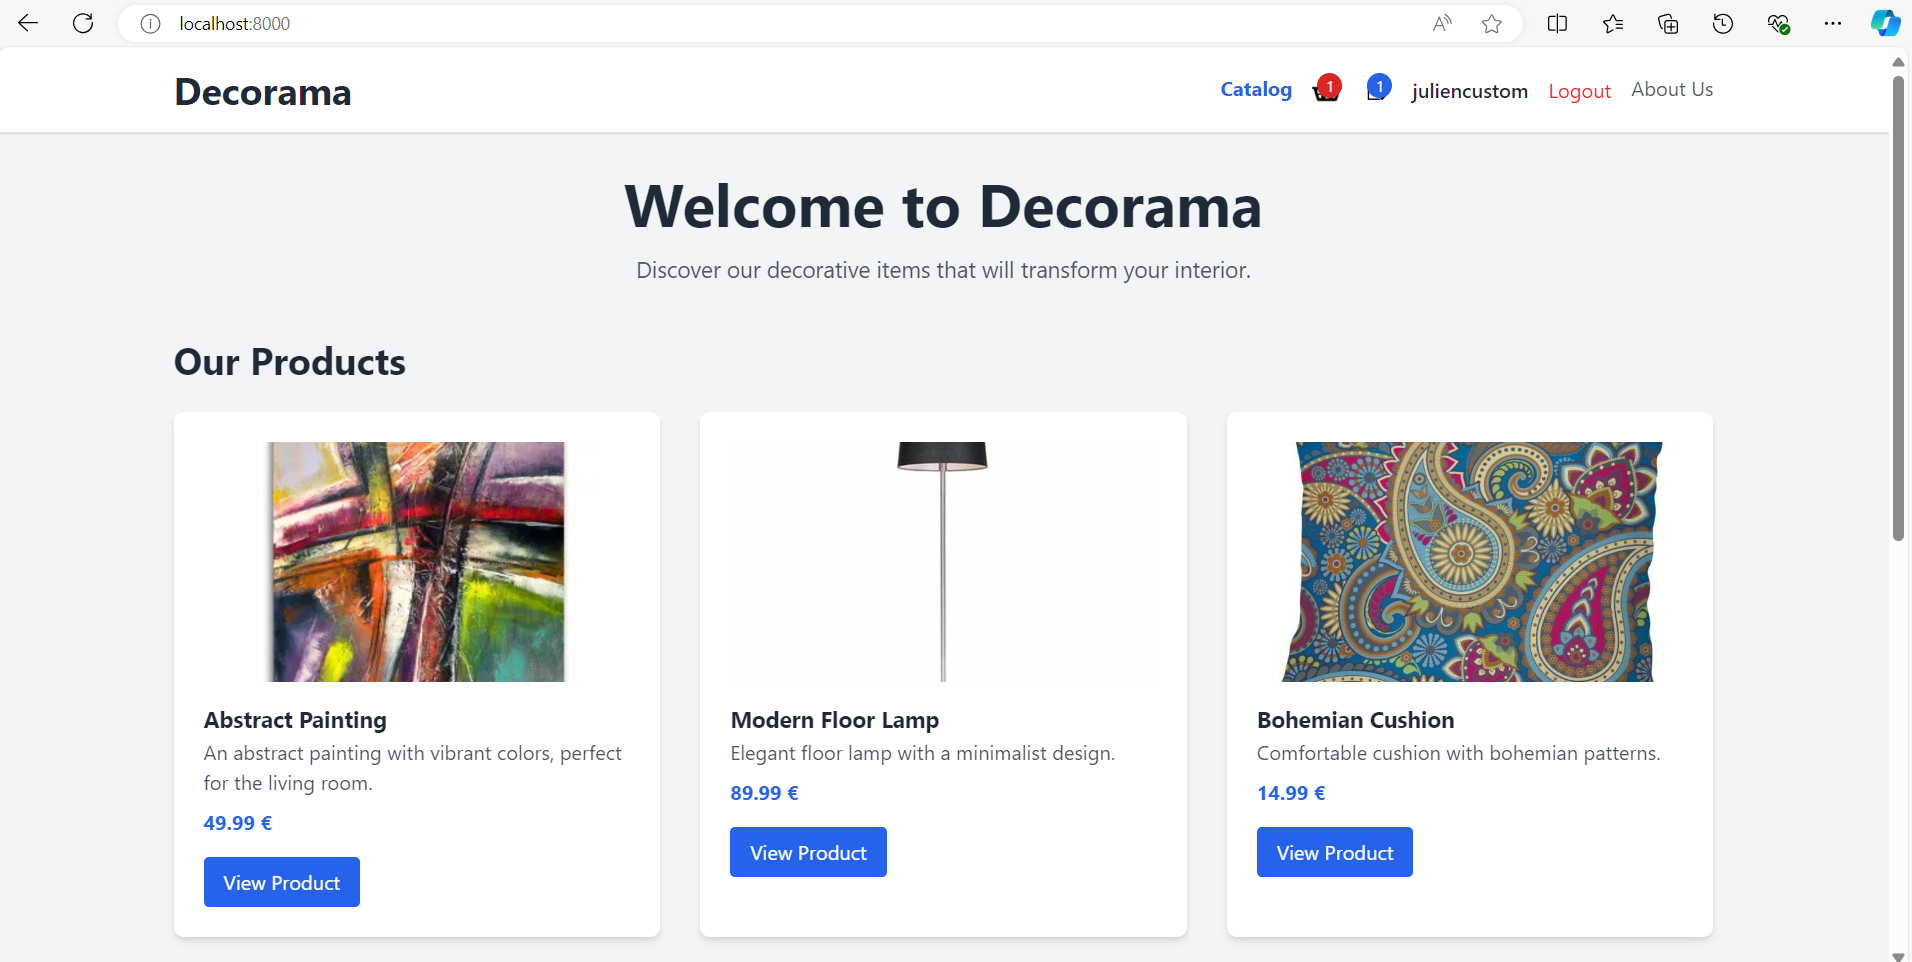 localhost:8000
Decorama
Catalog 1 1 juliencustom Logout About Us
Welcome to Decorama
Discover our decorative items that will transform your interior.
Our Products
Abstract Painting
An abstract painting with vibrant colors, perfect
for the living room.
49.99 €
View Product
Modern Floor Lamp
Elegant floor lamp with a minimalist design.
89.99 €
View Product
Bohemian Cushion
Comfortable cushion with bohemian patterns.
14.99 €
View Product